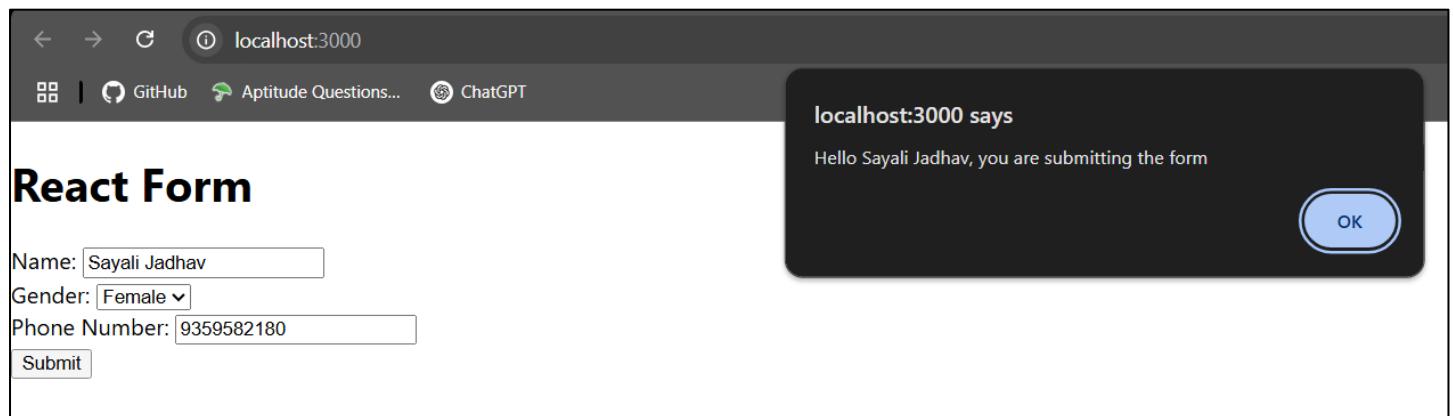 localhost:3000
GitHub Aptitude Questions... ChatGPT
localhost:3000 says
Hello Sayali Jadhav, you are submitting the form
OK
React Form
Name: Sayali Jadhav
Gender: Female
Phone Number: 9359582180
Submit